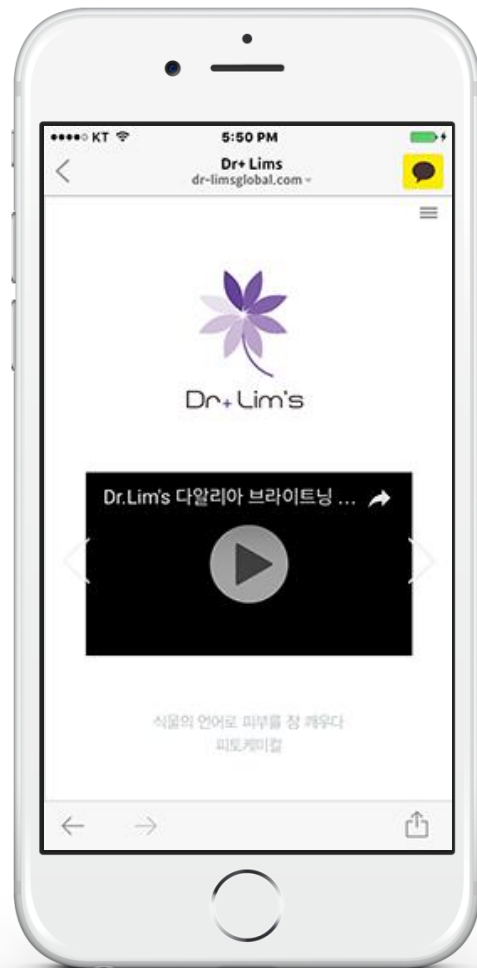 KT
5:50 PM
Dr+ Lims
dr-limsglobal.com
Dr+Lim's
Dr.Lim's 다알리아 브라이트닝 ...
식물의 언어로 피부를 잠 깨우다
피토케미컬